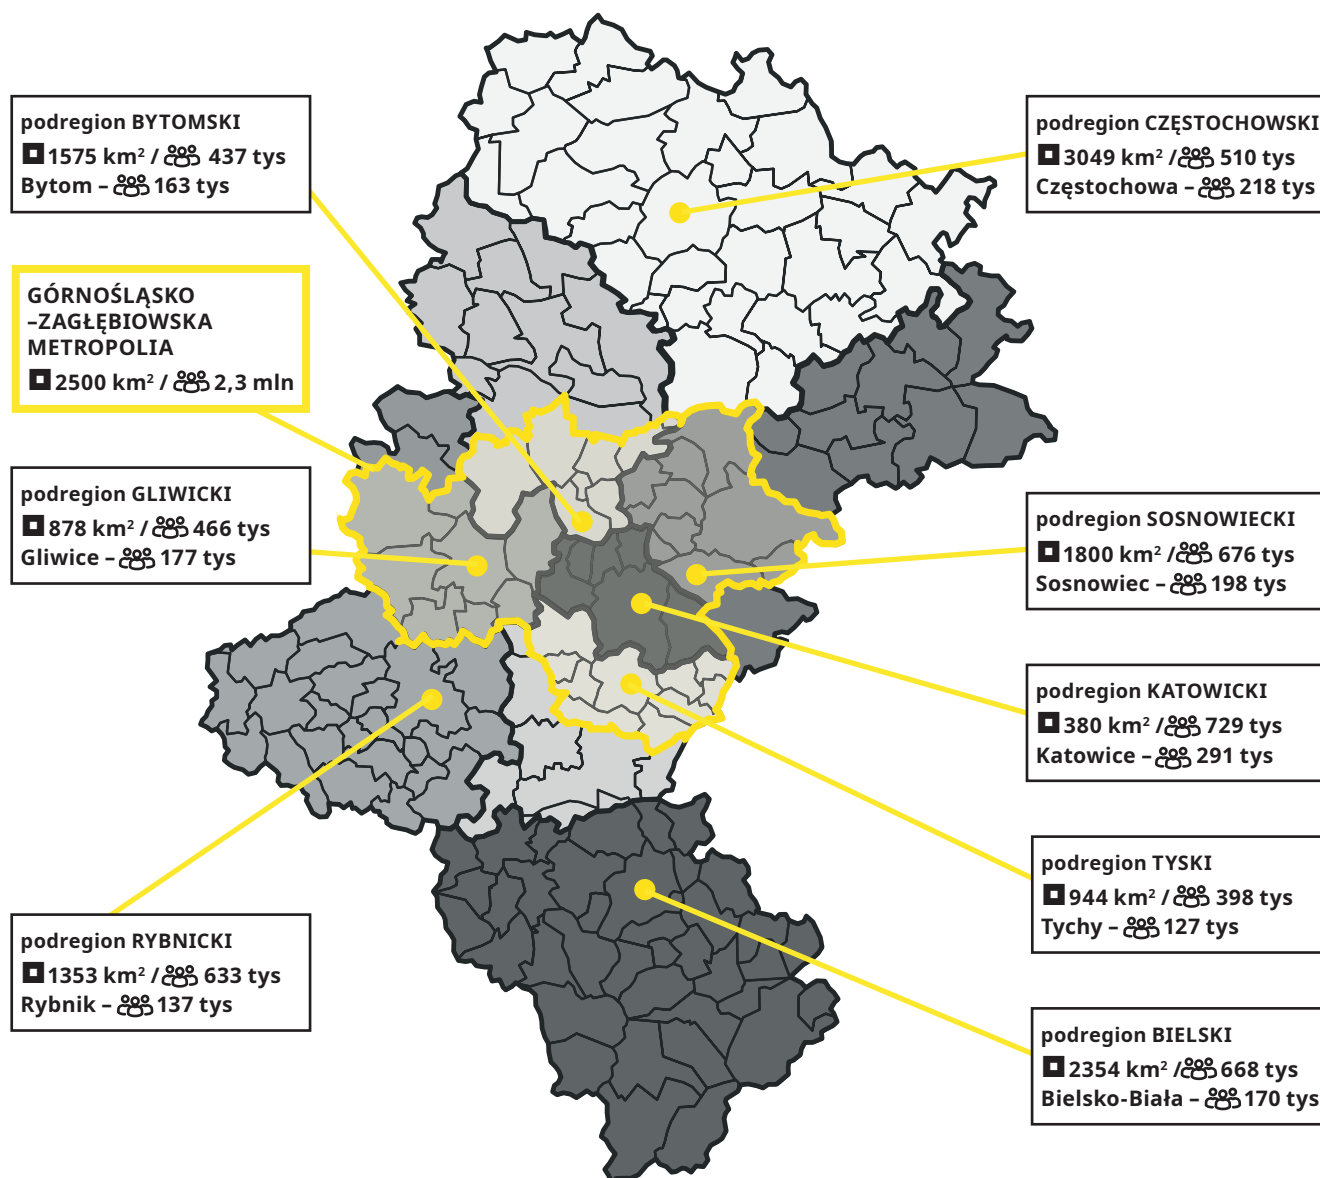 podregion BYTOMSKI
1575 km² / 437 tys
Bytom – 163 tys
GÓRNOŚLĄSKO
–ZAGŁĘBIOWSKA
METROPOLIA
2500 km² / 2,3 mln
podregion GLIWICKI
878 km² / 466 tys
Gliwice – 177 tys
podregion RYBNICKI
1353 km² / 633 tys
Rybnik – 137 tys
podregion CZĘSTOCHOWSKI
3049 km² / 510 tys
Częstochowa – 218 tys
podregion SOSNOWIECKI
1800 km² / 676 tys
Sosnowiec – 198 tys
podregion KATOWICKI
380 km² / 729 tys
Katowice – 291 tys
podregion TYSKI
944 km² / 398 tys
Tychy – 127 tys
podregion BIELSKI
2354 km² / 668 tys
Bielsko-Biała – 170 tys